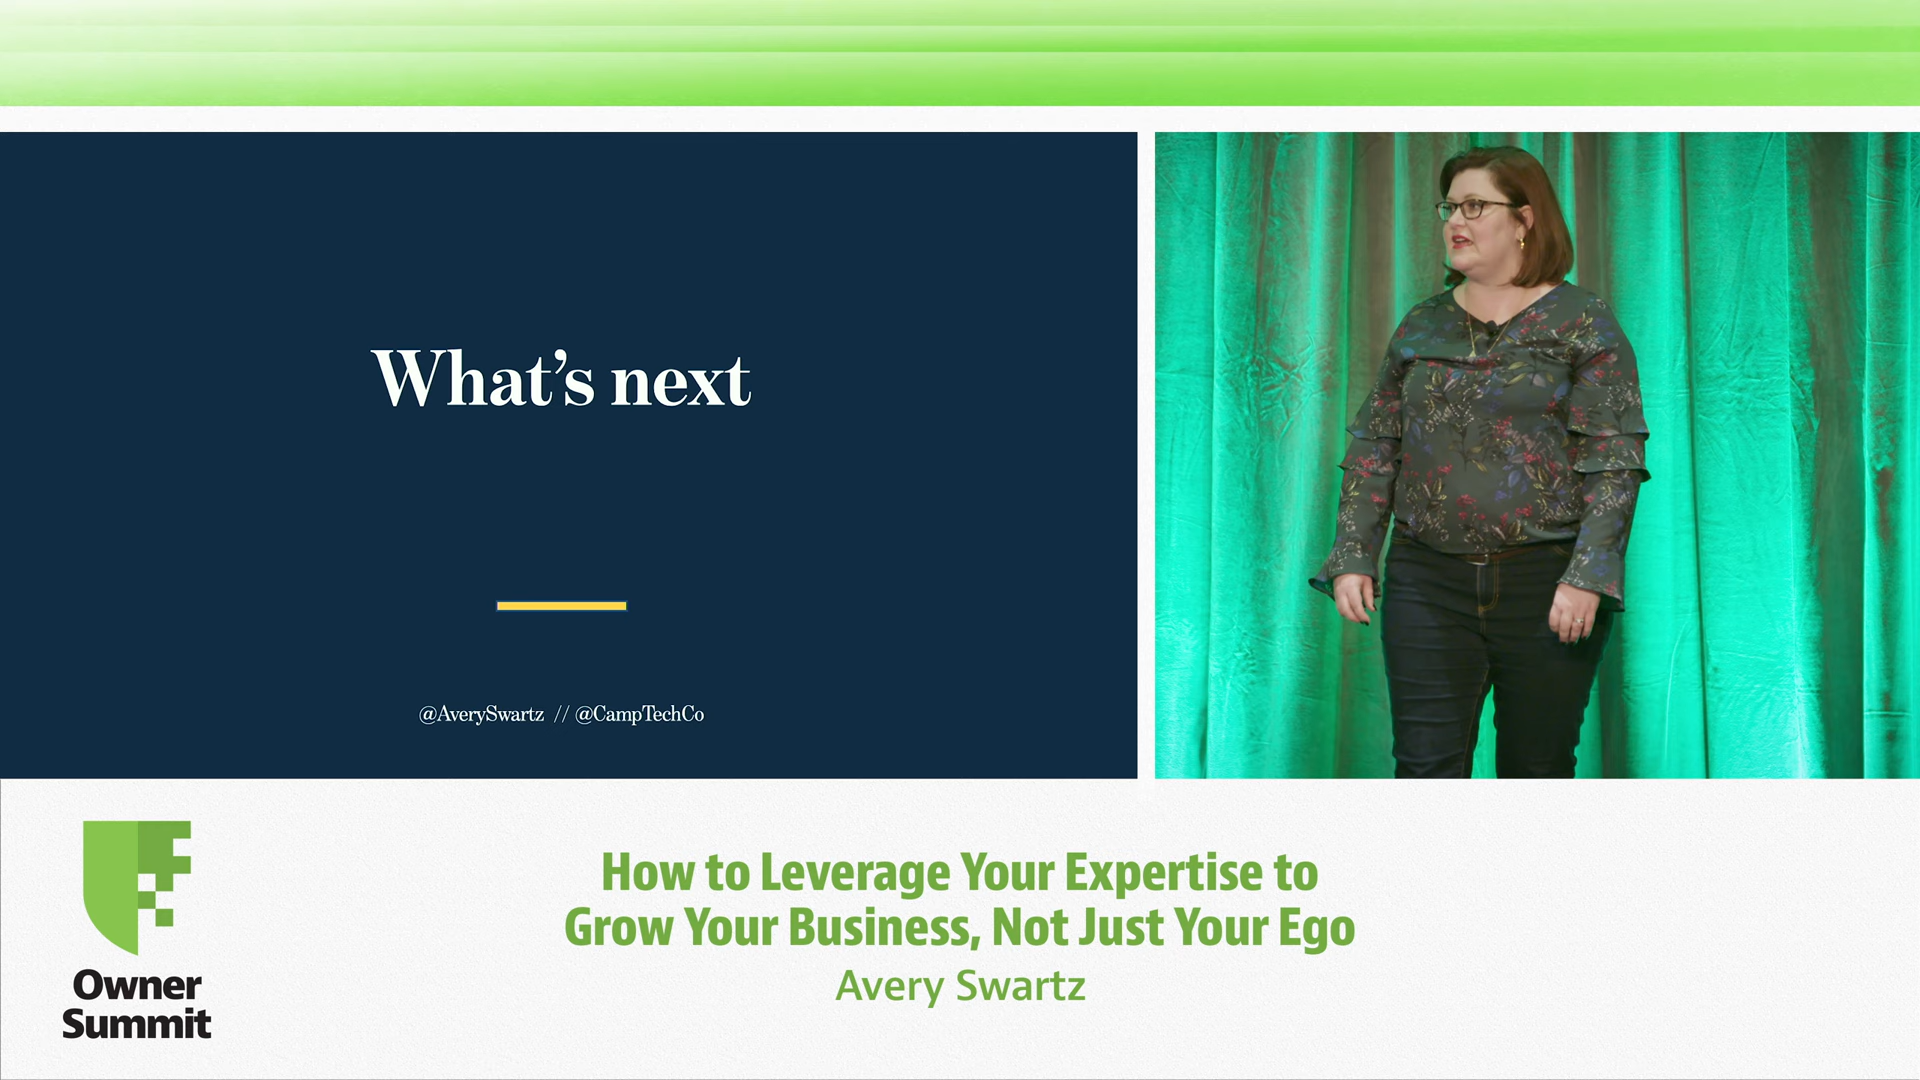 What's next
@AverySwartz // @CampTechCo
How to Leverage Your Expertise to
Grow Your Business, Not Just Your Ego
Avery Swartz
Owner
Summit